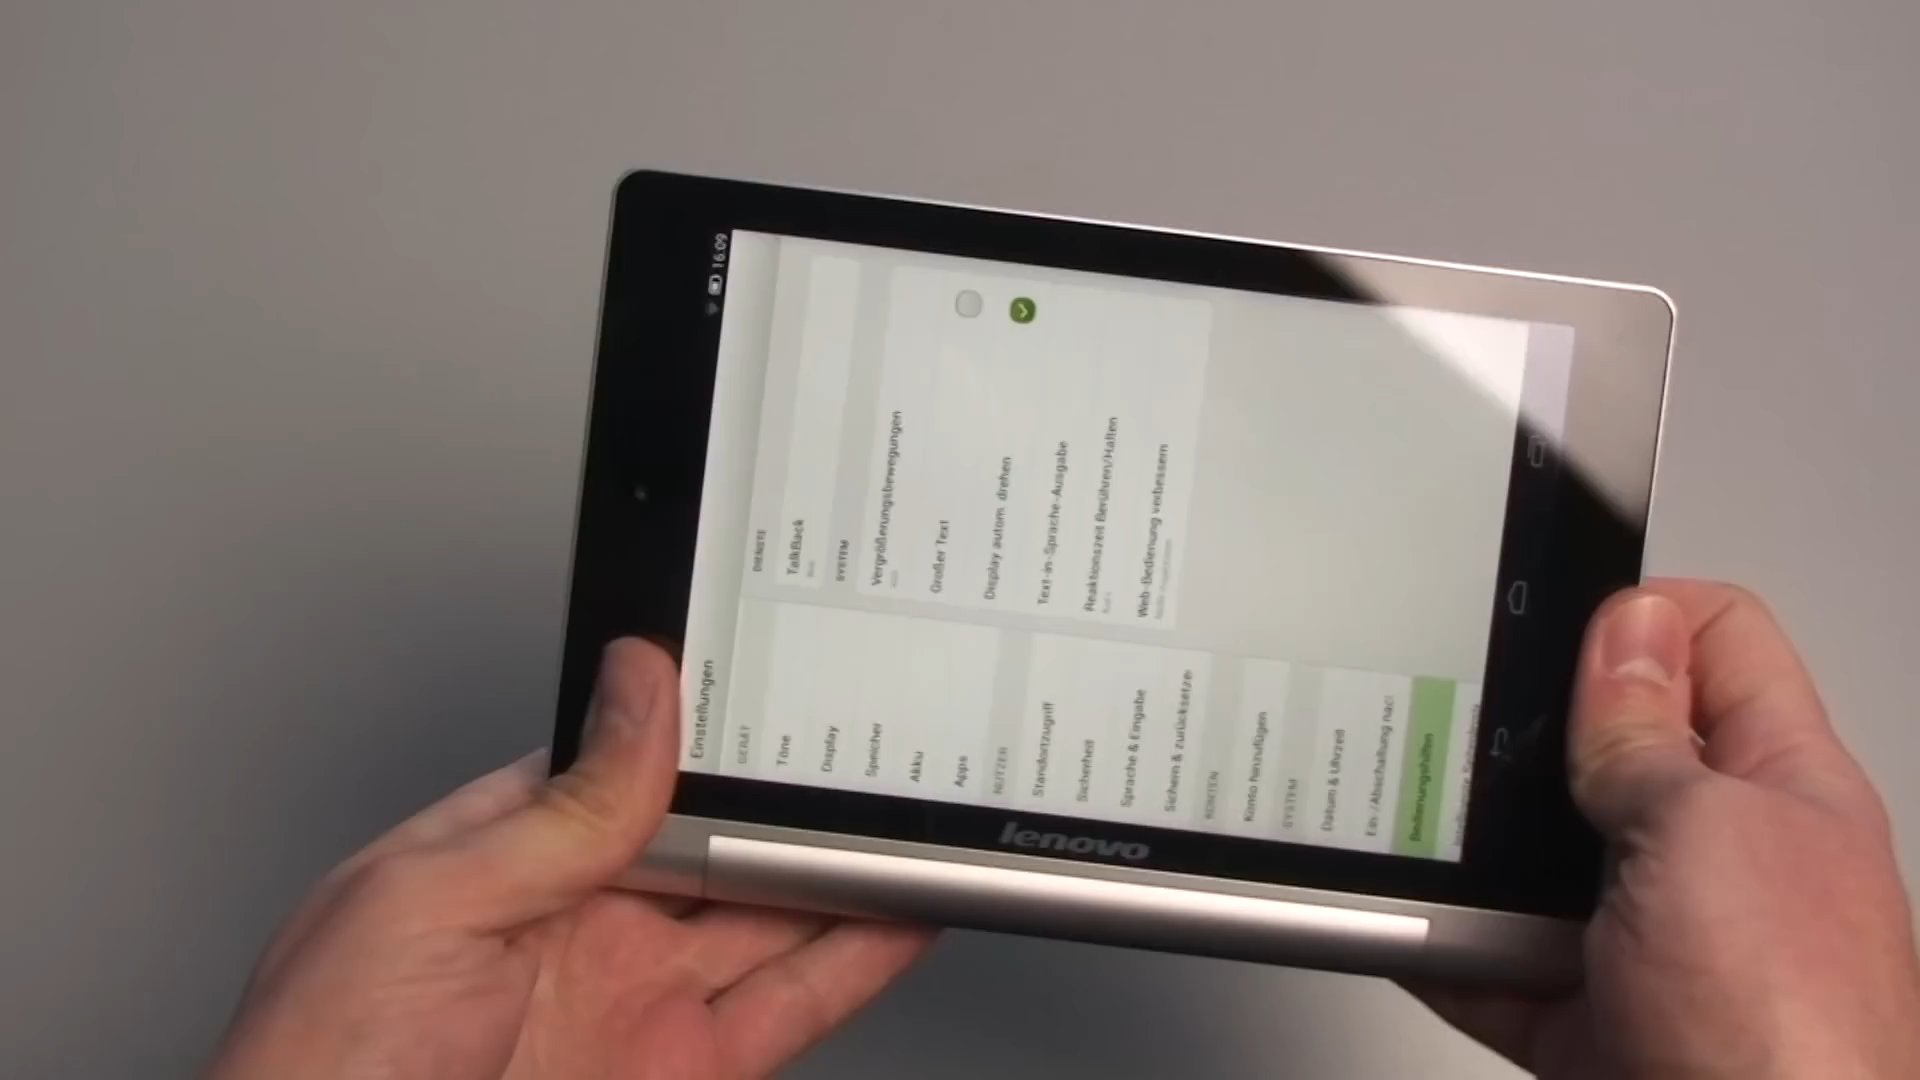 16:09
Einstellungen
GERÄT
Töne
Display
Speicher
Akku
Apps
NUTZER
Standortzugriff
Sicherheit
Sprache & Eingabe
Sichern & zurücksetzen
KONTEN
Konto hinzufügen
SYSTEM
Datum & Uhrzeit
Ein-/Abschaltung nac
Bedienungshilfen
DIENSTE
TalkBack
SYSTEM
Vergrößerungsbewegungen
Großer Text
Display autom. drehen
Text-in-Sprache-Ausgabe
Reaktionszeit Berühren/Halten
Web-Bedienung verbessern
lenovo